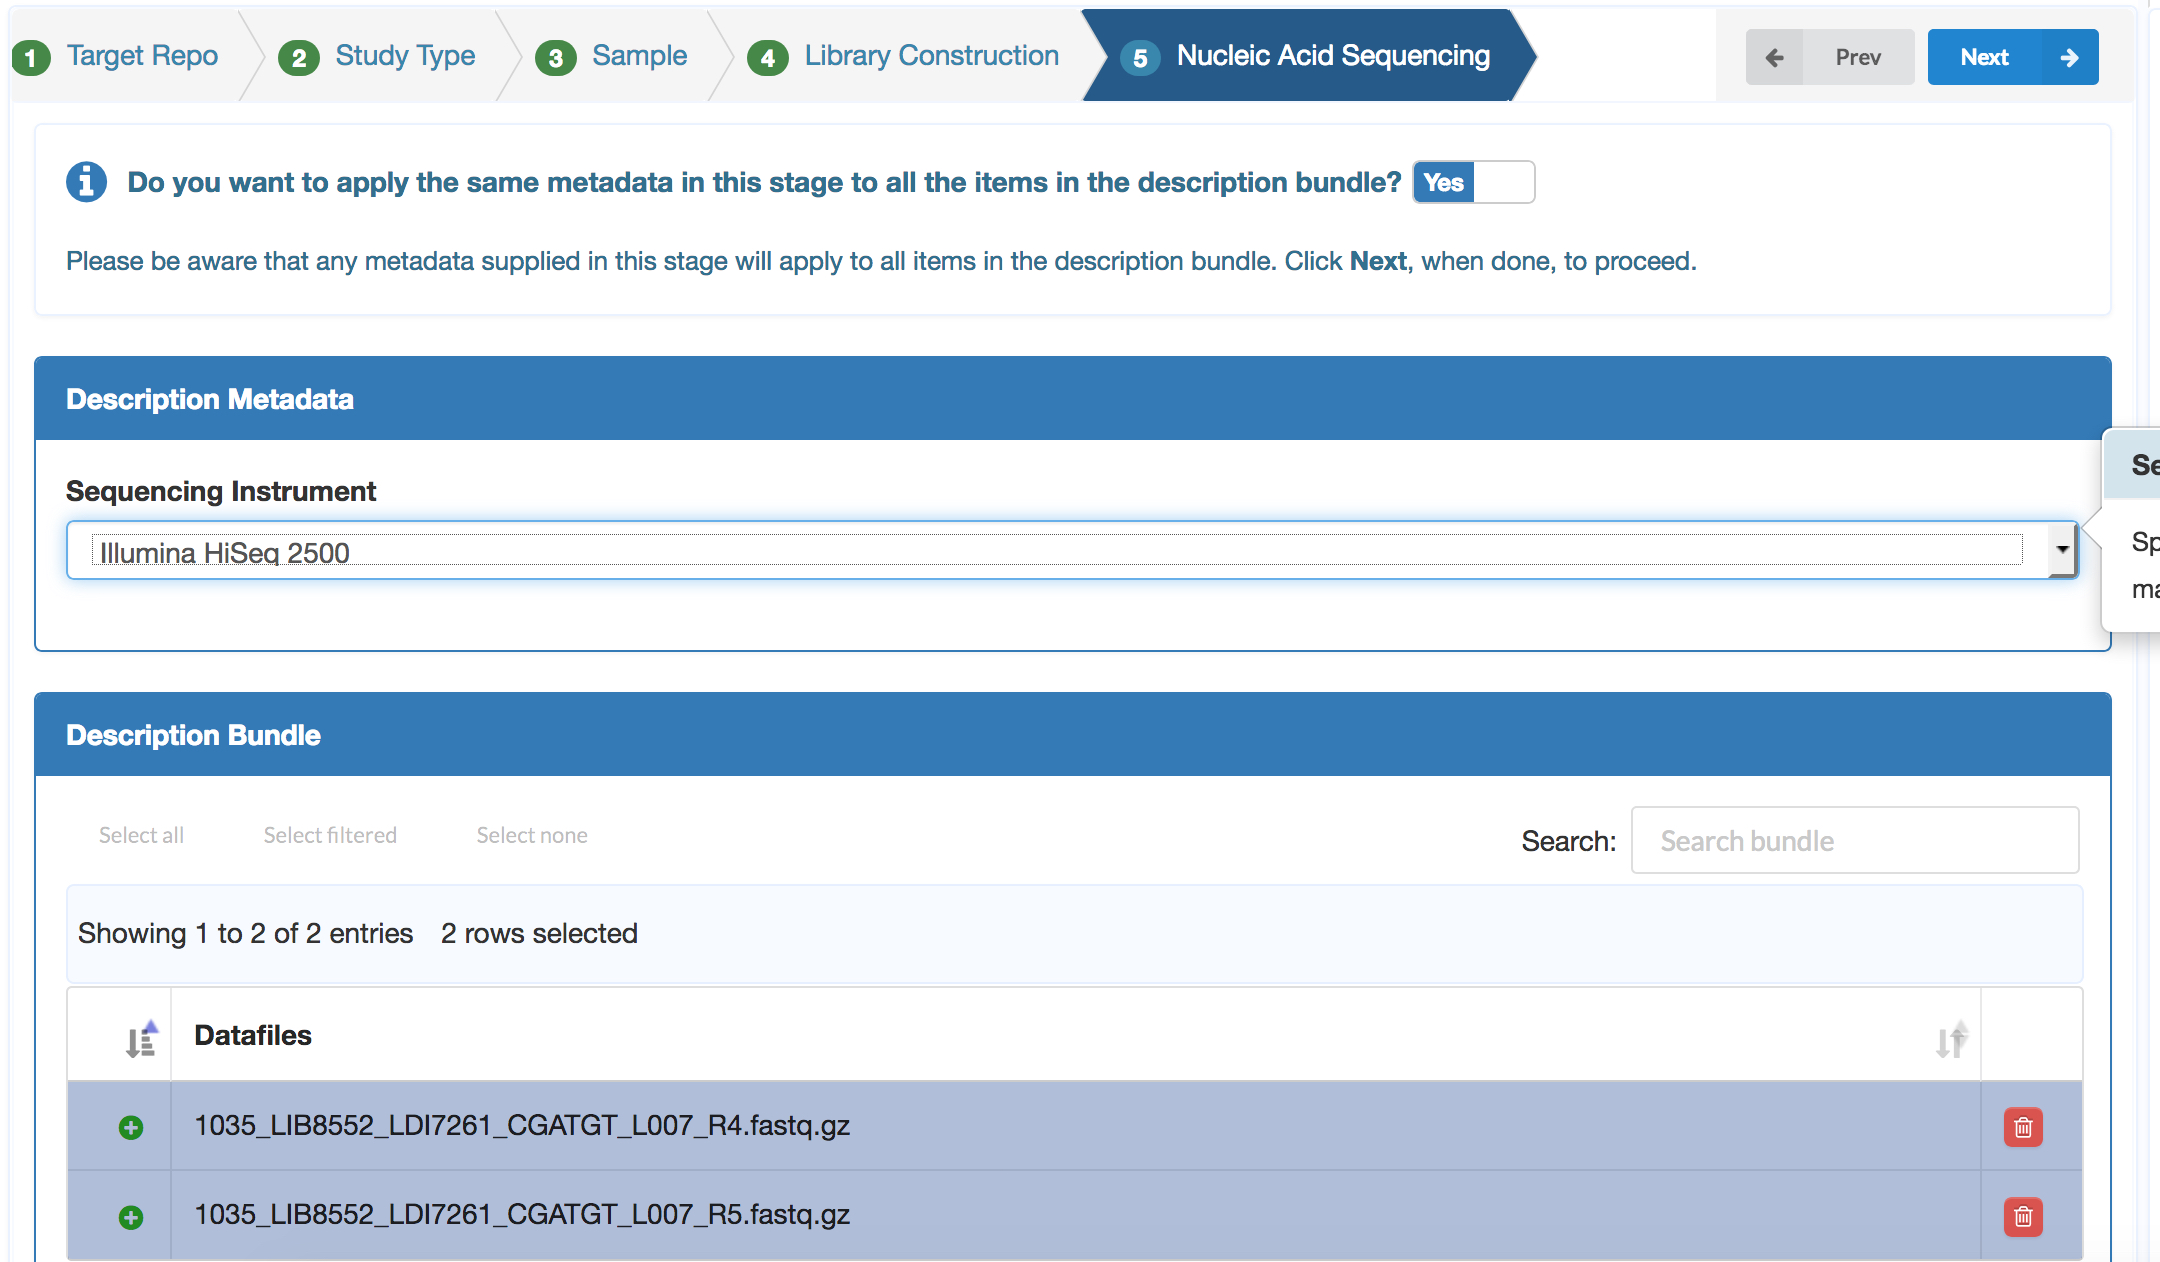 1 Target Repo 2 Study Type 3 Sample 4 Library Construction 5 Nucleic Acid Sequencing Prev Next
Do you want to apply the same metadata in this stage to all the items in the description bundle? Yes
Please be aware that any metadata supplied in this stage will apply to all items in the description bundle. Click Next, when done, to proceed.
Description Metadata
Sequencing Instrument
Illumina HiSeq 2500
Description Bundle
Select all Select filtered Select none
Search: Search bundle
Showing 1 to 2 of 2 entries 2 rows selected
Datafiles
1035_LIB8552_LDI7261_CGATGT_L007_R4.fastq.gz
1035_LIB8552_LDI7261_CGATGT_L007_R5.fastq.gz